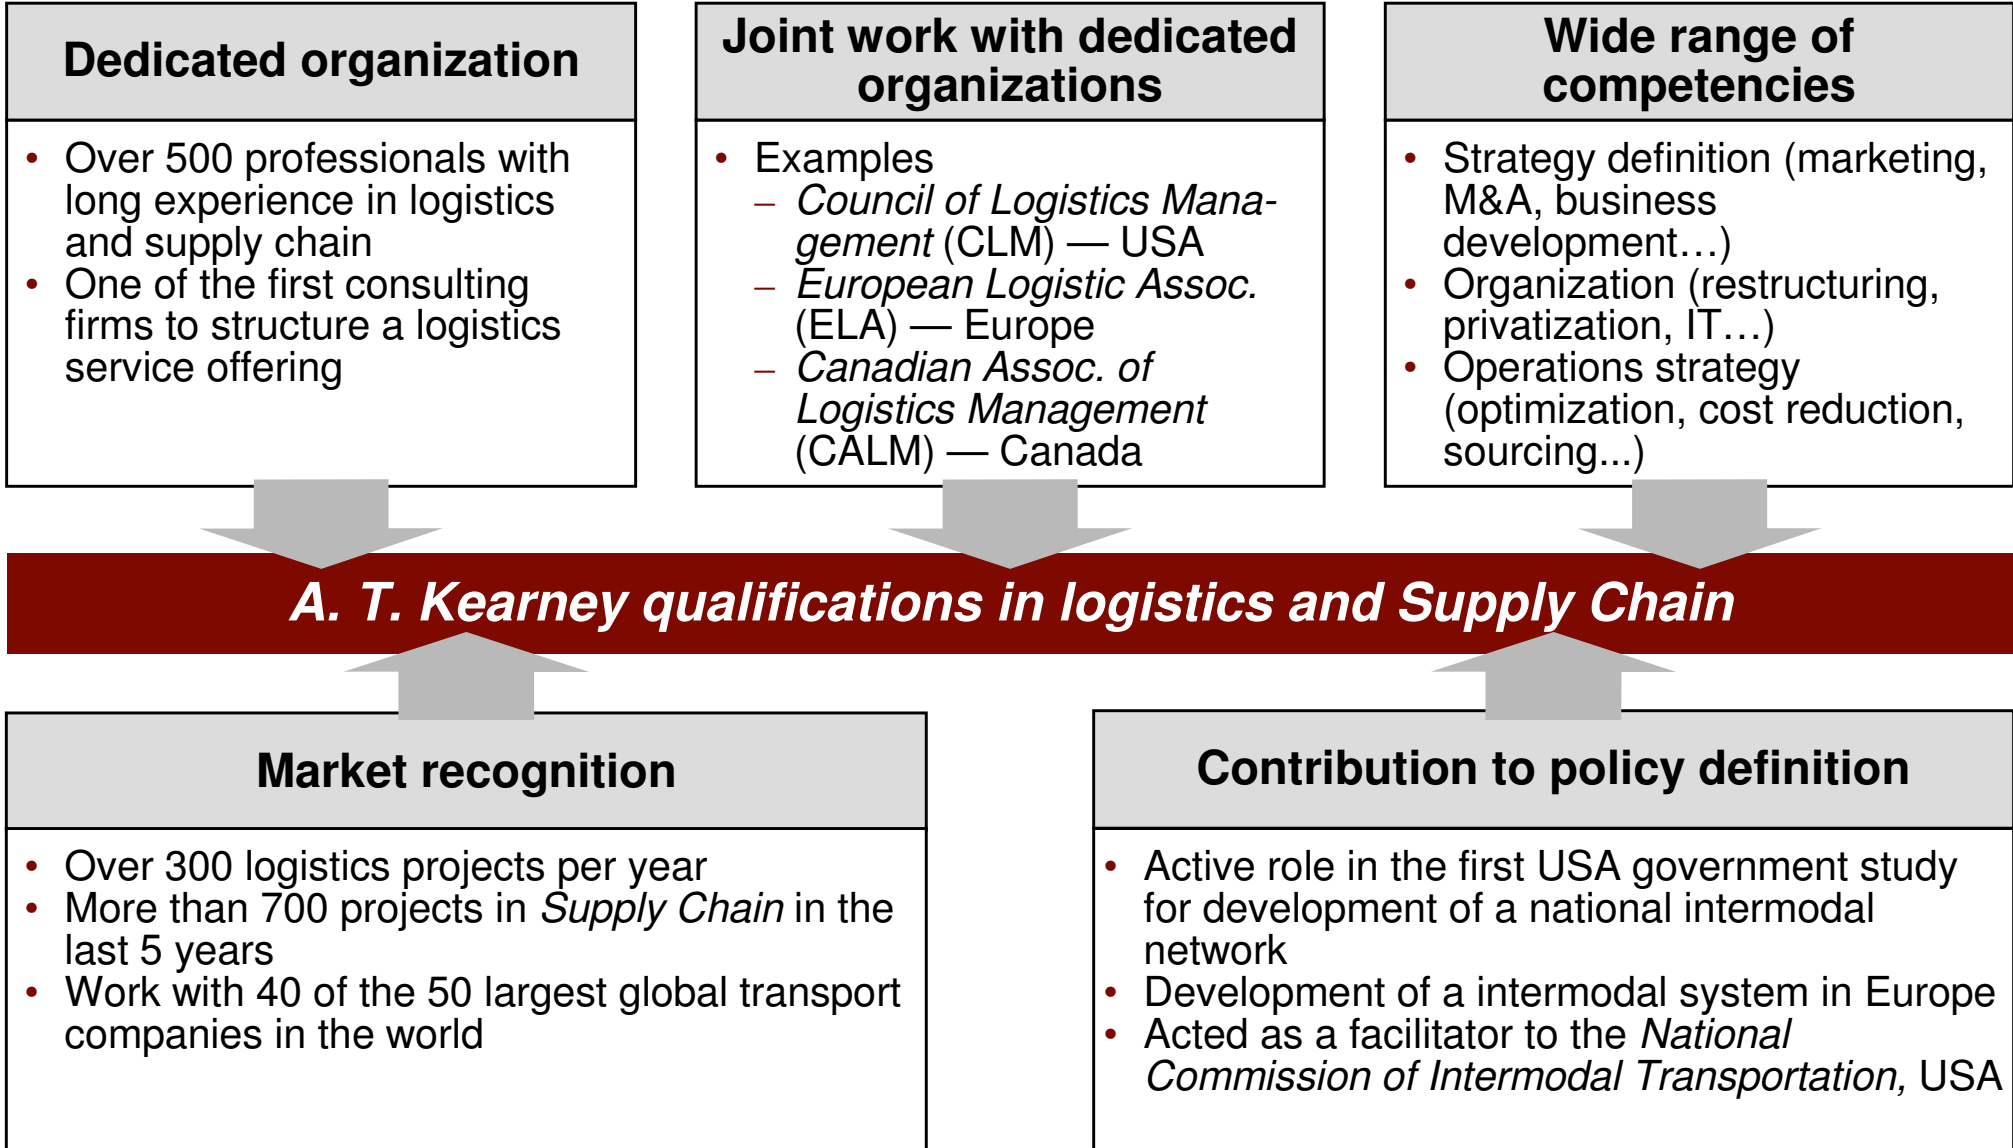 Dedicated organization
• Over 500 professionals with
long experience in logistics
and supply chain
• One of the first consulting
firms to structure a logistics
service offering
Joint work with dedicated
organizations
• Examples
– Council of Logistics Mana-
gement (CLM) — USA
– European Logistic Assoc.
(ELA) — Europe
– Canadian Assoc. of
Logistics Management
(CALM) — Canada
Wide range of
competencies
• Strategy definition (marketing,
M&A, business
development…)
• Organization (restructuring,
privatization, IT…)
• Operations strategy
(optimization, cost reduction,
sourcing...)
A. T. Kearney qualifications in logistics and Supply Chain
Market recognition
• Over 300 logistics projects per year
• More than 700 projects in Supply Chain in the
last 5 years
• Work with 40 of the 50 largest global transport
companies in the world
Contribution to policy definition
• Active role in the first USA government study
for development of a national intermodal
network
• Development of a intermodal system in Europe
• Acted as a facilitator to the National
Commission of Intermodal Transportation, USA